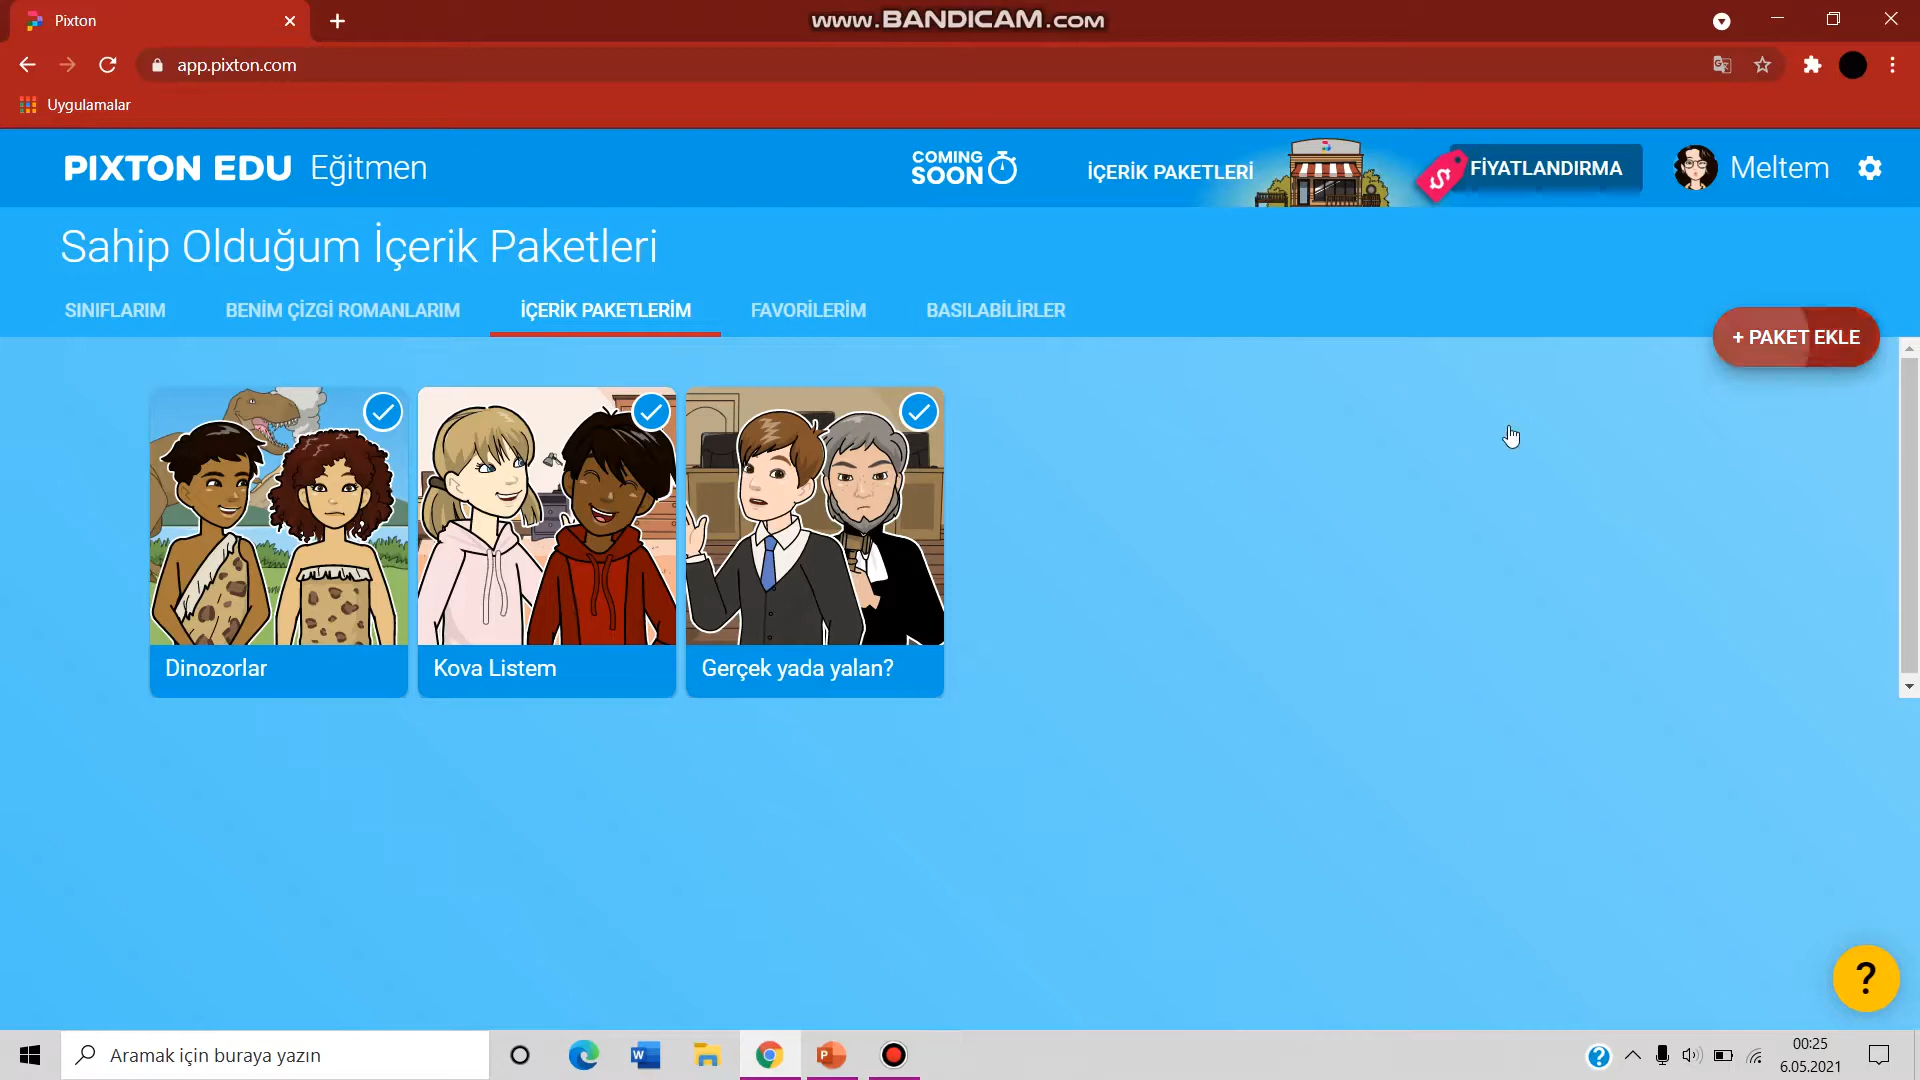 Pixton
www.BANDICAM.com
app.pixton.com
Uygulamalar
PIXTON EDU Eğitmen
COMING SOON
İÇERİK PAKETLERİ
$
FİYATLANDIRMA
Meltem
Sahip Olduğum İçerik Paketleri
SINIFLARIM
BENİM ÇİZGİ ROMANLARIM
İÇERİK PAKETLERİM
FAVORİLERİM
BASILABİLİRLER
+ PAKET EKLE
Dinozorlar
Kova Listem
Gerçek yada yalan?
?
Aramak için buraya yazın
00:25
6.05.2021